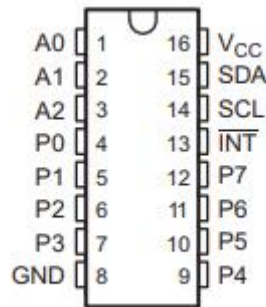 A0 1 16 VCC
A1 2 15 SDA
A2 3 14 SCL
P0 4 13 I̅N̅T̅
P1 5 12 P7
P2 6 11 P6
P3 7 10 P5
GND 8 9 P4